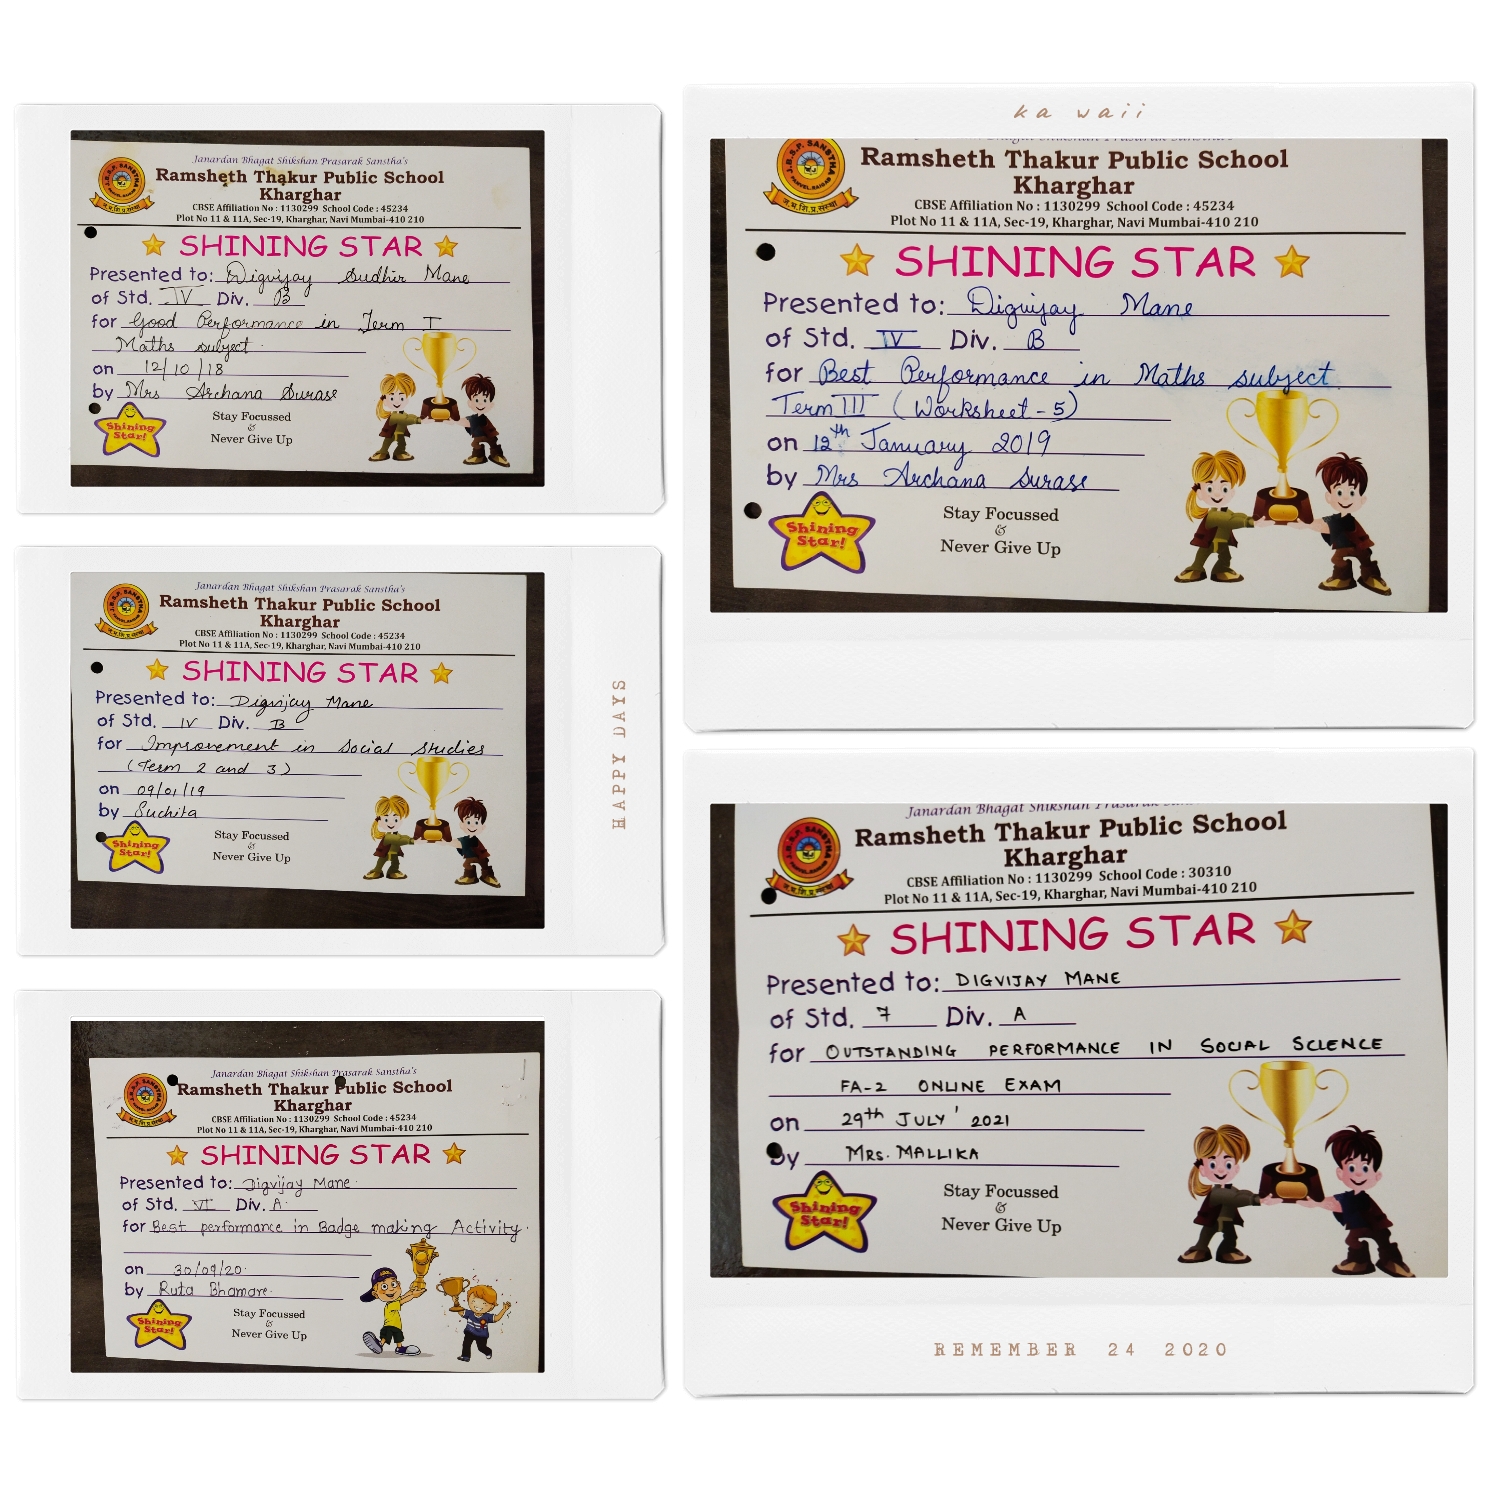 Janardan Bhagat Shikshan Prasarak Sanstha's
Ramsheth Thakur Public School
Kharghar
CBSE Affiliation No : 1130299 School Code : 45234
Plot No 11 & 11A, Sec-19, Kharghar, Navi Mumbai-410 210
SHINING STAR
Presented to: Digvijay Sudhir Mane
of Std. IV Div. B
for Good Performance in Term I
Maths subject.
on 12/10/18
by Mrs Archana Surase
Shining Star!
Stay Focussed
&
Never Give Up
Janardan Bhagat Shikshan Prasarak Sanstha's
Ramsheth Thakur Public School
Kharghar
CBSE Affiliation No : 1130299 School Code : 45234
Plot No 11 & 11A, Sec-19, Kharghar, Navi Mumbai-410 210
SHINING STAR
Presented to: Digvijay Mane
of Std. IV Div. B
for Improvement in Social Studies
(Term 2 and 3)
on 09/01/19
by Suchita
Shining Star!
Stay Focussed
&
Never Give Up
HAPPY DAYS
Janardan Bhagat Shikshan Prasarak Sanstha's
Ramsheth Thakur Public School
Kharghar
CBSE Affiliation No : 1130299 School Code : 45234
Plot No 11 & 11A, Sec-19, Kharghar, Navi Mumbai-410 210
SHINING STAR
Presented to: Digvijay Mane.
of Std. VI Div. A.
for Best performance in Badge making Activity.
on 30/09/20.
by Ruta Bhamare.
Shining Star!
Stay Focussed
&
Never Give Up
ka waii
J.B.S.P. SANSTHA
Ramsheth Thakur Public School
Kharghar
CBSE Affiliation No : 1130299 School Code : 45234
Plot No 11 & 11A, Sec-19, Kharghar, Navi Mumbai-410 210
SHINING STAR
Presented to: Digvijay Mane
of Std. IV Div. B
for Best Performance in Maths subject
Term III (Worksheet-5)
on 12th January 2019
by Mrs Archana Surase
Shining Star!
Stay Focussed
&
Never Give Up
Janardan Bhagat Shikshan Prasarak
J.B.S.P. SANSTHA
Ramsheth Thakur Public School
Kharghar
CBSE Affiliation No : 1130299 School Code : 30310
Plot No 11 & 11A, Sec-19, Kharghar, Navi Mumbai-410 210
SHINING STAR
Presented to: DIGVIJAY MANE
of Std. 7 Div. A
for OUTSTANDING PERFORMANCE IN SOCIAL SCIENCE
FA-2 ONLINE EXAM
on 29th JULY' 2021
by MRS. MALLIKA
Shining Star!
Stay Focussed
&
Never Give Up
REMEMBER 24 2020